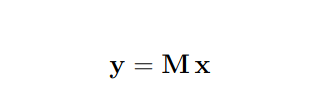 y = M x